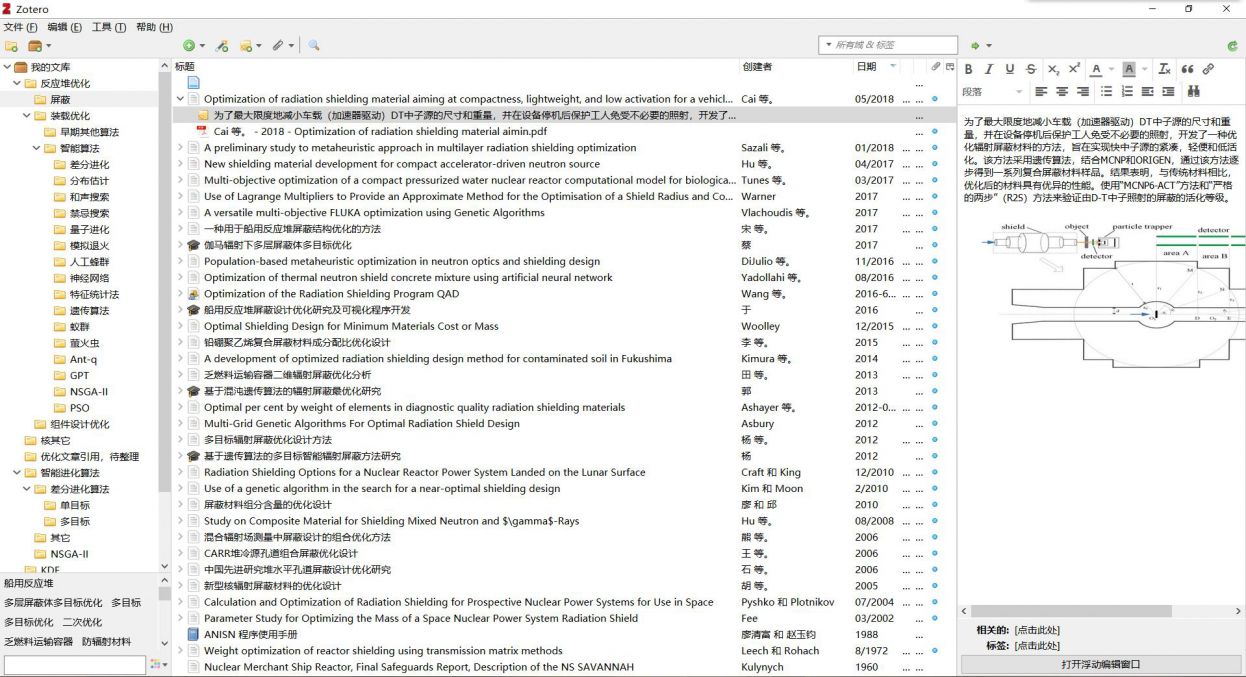 Zotero
文件 (F) 编辑 (E) 工具 (T) 帮助 (H)
所有域 & 标签
我的文库
反应堆优化
屏蔽
装载优化
早期其他算法
智能算法
差分进化
分布估计
和声搜索
禁忌搜索
量子进化
模拟退火
人工蜂群
神经网络
特征统计法
遗传算法
蚁群
萤火虫
Ant-q
GPT
NSGA-II
PSO
组件设计优化
核其它
优化文章引用，待整理
智能进化算法
差分进化算法
单目标
多目标
其它
NSGA-II
KDF
船用反应堆
多层屏蔽体多目标优化 多目标
多目标优化 二次优化
乏燃料运输容器 防辐射材料
标题 创建者 日期
Optimization of radiation shielding material aiming at compactness, lightweight, and low activation for a vehicl... Cai 等。 05/2018 ... ...
为了最大限度地减小车载（加速器驱动）DT中子源的尺寸和重量，并在设备停机后保护工人免受不必要的照射，开发了... ...
Cai 等。 - 2018 - Optimization of radiation shielding material aimin.pdf ...
A preliminary study to metaheuristic approach in multilayer radiation shielding optimization Sazali 等。 01/2018 ... ...
New shielding material development for compact accelerator-driven neutron source Hu 等。 04/2017 ... ...
Multi-objective optimization of a compact pressurized water nuclear reactor computational model for biologica... Tunes 等。 03/2017 ... ...
Use of Lagrange Multipliers to Provide an Approximate Method for the Optimisation of a Shield Radius and Co... Warner 2017 ... ...
A versatile multi-objective FLUKA optimization using Genetic Algorithms Vlachoudis 等。 2017 ... ...
一种用于船用反应堆屏蔽结构优化的方法 宋 等。 2017 ... ...
伽马辐射下多层屏蔽体多目标优化 蔡 2017 ... ...
Population-based metaheuristic optimization in neutron optics and shielding design DiJulio 等。 11/2016 ... ...
Optimization of thermal neutron shield concrete mixture using artificial neural network Yadollahi 等。 08/2016 ... ...
Optimization of the Radiation Shielding Program QAD Wang 等。 2016-6... ... ...
船用反应堆屏蔽设计优化研究及可视化程序开发 于 2016 ... ...
Optimal Shielding Design for Minimum Materials Cost or Mass Woolley 12/2015 ... ...
铅硼聚乙烯复合屏蔽材料成分配比优化设计 李 等。 2015 ... ...
A development of optimized radiation shielding design method for contaminated soil in Fukushima Kimura 等。 2014 ... ...
乏燃料运输容器二维辐射屏蔽优化分析 田 等。 2013 ... ...
基于混沌遗传算法的辐射屏蔽最优化研究 郭 2013 ... ...
Optimal per cent by weight of elements in diagnostic quality radiation shielding materials Ashayer 等。 2012-0... ... ...
Multi-Grid Genetic Algorithms For Optimal Radiation Shield Design Asbury 2012 ... ...
多目标辐射屏蔽优化设计方法 杨 等。 2012 ... ...
基于遗传算法的多目标智能辐射屏蔽方法研究 杨 2012 ... ...
Radiation Shielding Options for a Nuclear Reactor Power System Landed on the Lunar Surface Craft 和 King 12/2010 ... ...
Use of a genetic algorithm in the search for a near-optimal shielding design Kim 和 Moon 2/2010 ... ...
屏蔽材料组分含量的优化设计 廖 和 邱 2010 ... ...
Study on Composite Material for Shielding Mixed Neutron and $\gamma$-Rays Hu 等。 08/2008 ... ...
混合辐射场测量中屏蔽设计的组合优化方法 熊 等。 2006 ... ...
CARR堆冷源孔道组合屏蔽优化设计 王 等。 2006 ... ...
中国先进研究堆水平孔道屏蔽设计优化研究 石 等。 2006 ... ...
新型核辐射屏蔽材料的优化设计 胡 等。 2005 ... ...
Calculation and Optimization of Radiation Shielding for Prospective Nuclear Power Systems for Use in Space Pyshko 和 Plotnikov 07/2004 ... ...
Parameter Study for Optimizing the Mass of a Space Nuclear Power System Radiation Shield Fee 03/2002 ... ...
ANISN 程序使用手册 廖清富 和 赵玉钧 1988 ...
Weight optimization of reactor shielding using transmission matrix methods Leech 和 Rohach 8/1972 ... ...
Nuclear Merchant Ship Reactor, Final Safeguards Report, Description of the NS SAVANNAH Kulynych 1960 ... ...
段落
为了最大限度地减小车载（加速器驱动）DT中子源的尺寸和重
量，并在设备停机后保护工人免受不必要的照射，开发了一种优
化辐射屏蔽材料的方法，旨在实现快中子源的紧凑，轻便和低活
化。该方法采用遗传算法，结合MCNP和ORIGEN，通过该方法逐
步得到一系列复合屏蔽材料样品。结果表明，与传统材料相比，
优化后的材料具有优异的性能。使用"MCNP6-ACT"方法和"严格
的两步"（R2S）方法来验证由D-T中子照射的屏蔽的活化等级。
shield object particle trapper detector
detector area A area B
相关的: [点击此处]
标签: [点击此处]
打开浮动编辑窗口